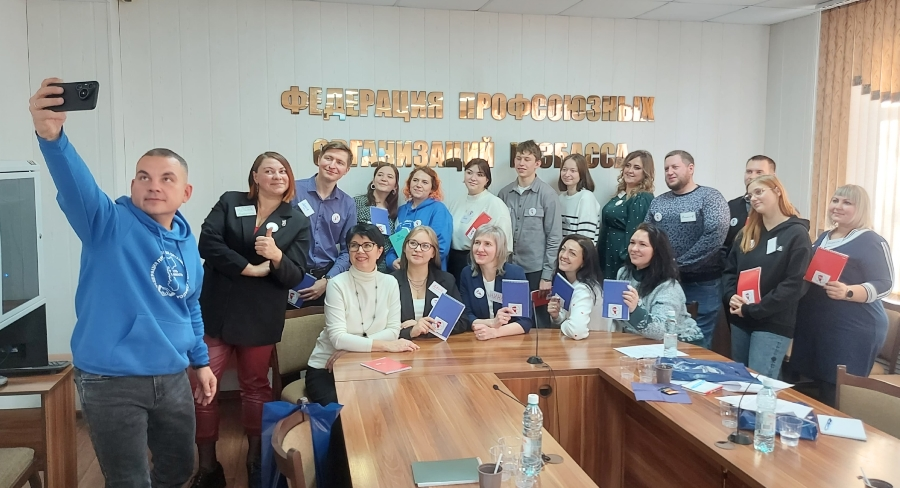 ФЕДЕРАЦИЯ ПРОФСОЮЗНЫХ
ОРГАНИЗАЦИЙ КУЗБАССА